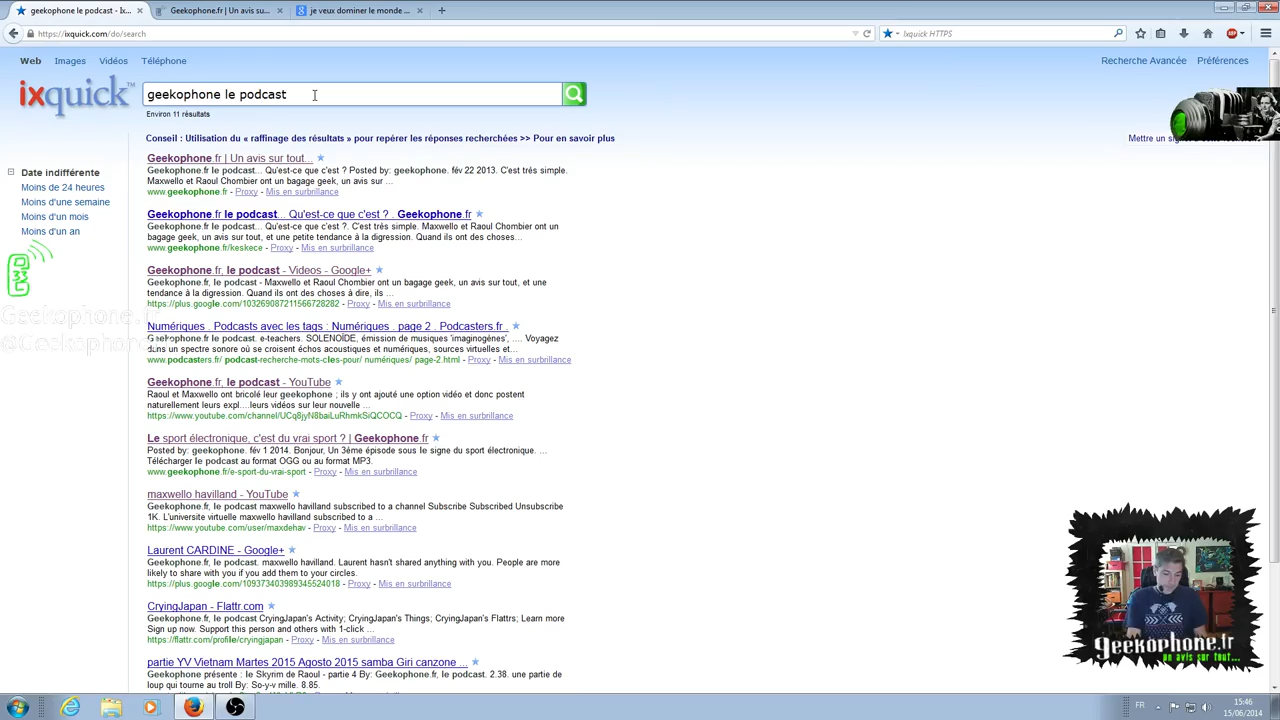 geekophone le podcast - Ix...
Geekophone.fr | Un avis su...
je veux dominer le monde ...
https://ixquick.com/do/search
Ixquick HTTPS
Web Images Vidéos Téléphone
Recherche Avancée Préférences
ixquick™
geekophone le podcast
Environ 11 résultats
Conseil : Utilisation du « raffinage des résultats » pour repérer les réponses recherchées >> Pour en savoir plus
Mettre un si
Date indifférente
Moins de 24 heures
Moins d'une semaine
Moins d'un mois
Moins d'un an
Geekophone.fr
@Geekophone
Geekophone.fr | Un avis sur tout...
Geekophone.fr le podcast... Qu'est-ce que c'est ? Posted by: geekophone. fév 22 2013. C'est très simple.
Maxwello et Raoul Chombier ont un bagage geek, un avis sur ...
www.geekophone.fr - Proxy - Mis en surbrillance
Geekophone.fr le podcast... Qu'est-ce que c'est ? . Geekophone.fr
Geekophone.fr le podcast... Qu'est-ce que c'est ?. C'est très simple. Maxwello et Raoul Chombier ont un
bagage geek, un avis sur tout, et une petite tendance à la digression. Quand ils ont des choses...
www.geekophone.fr/keskece - Proxy - Mis en surbrillance
Geekophone.fr, le podcast - Videos - Google+
Geekophone.fr, le podcast - Maxwello et Raoul Chombier ont un bagage geek, un avis sur tout, et une
tendance à la digression. Quand ils ont des choses à dire, ils ...
https://plus.google.com/103269087211566728282 - Proxy - Mis en surbrillance
Numériques . Podcasts avec les tags : Numériques . page 2 . Podcasters.fr .
Geekophone.fr le podcast. e-teachers. SOLENOÏDE, émission de musiques 'imaginogènes', .... Voyagez
dans un spectre sonore où se croisent échos acoustiques et numériques, sources virtuelles et...
www.podcasters.fr/ podcast-recherche-mots-cles-pour/ numériques/ page-2.html - Proxy - Mis en surbrillance
Geekophone.fr, le podcast - YouTube
Raoul et Maxwello ont bricolé leur geekophone ; ils y ont ajouté une option vidéo et donc postent
naturellement leurs expl....leurs vidéos sur leur nouvelle ...
https://www.youtube.com/channel/UCq8jyN8baiLuRhmkSiQCOCQ - Proxy - Mis en surbrillance
Le sport électronique, c'est du vrai sport ? | Geekophone.fr
Posted by: geekophone. fév 1 2014. Bonjour, Un 3ème épisode sous le signe du sport électronique. ...
Télécharger le podcast au format OGG ou au format MP3.
www.geekophone.fr/e-sport-du-vrai-sport - Proxy - Mis en surbrillance
maxwello havilland - YouTube
Geekophone.fr, le podcast maxwello havilland subscribed to a channel Subscribe Subscribed Unsubscribe
1K. L'universite virtuelle maxwello havilland subscribed to a ...
https://www.youtube.com/user/maxdehav - Proxy - Mis en surbrillance
Laurent CARDINE - Google+
Geekophone.fr, le podcast. maxwello havilland. Laurent hasn't shared anything with you. People are more
likely to share with you if you add them to your circles.
https://plus.google.com/109373403989345524018 - Proxy - Mis en surbrillance
CryingJapan - Flattr.com
Geekophone.fr, le podcast CryingJapan's Activity; CryingJapan's Things; CryingJapan's Flattrs; Learn more
Sign up now. Support this person and others with 1-click ...
https://flattr.com/profile/cryingjapan - Proxy - Mis en surbrillance
partie YV Vietnam Martes 2015 Agosto 2015 samba Giri canzone ...
Geekophone présente : le Skyrim de Raoul - partie 4 By: Geekophone.fr, le podcast. 2.38. une partie de
loup qui tourne au troll By: So-y-v mills. 8.85.
geekophone.fr
un avis sur tout...
FR
15:46
15/06/2014